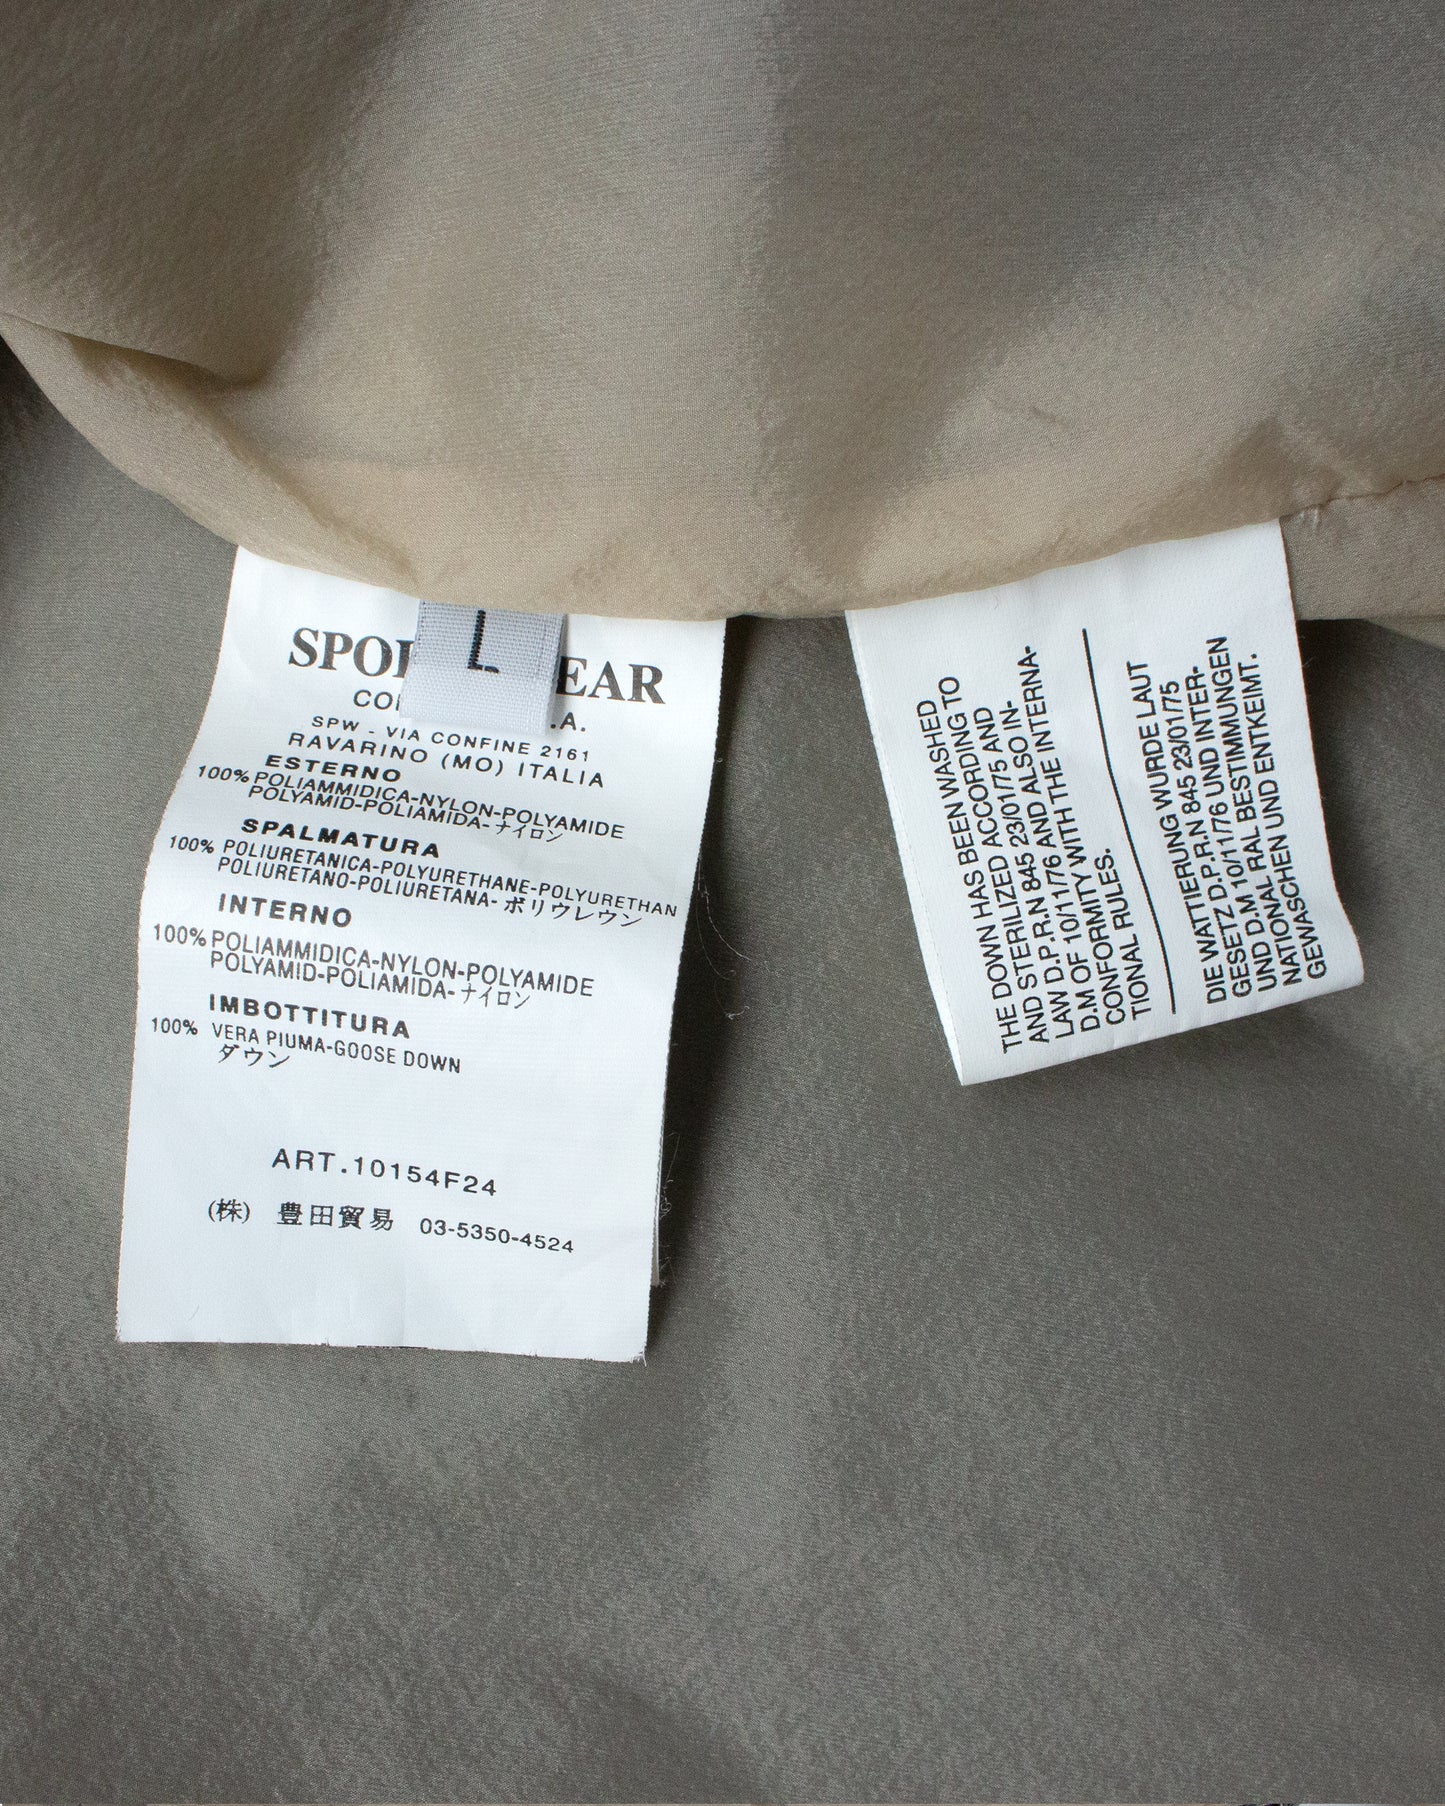 L
EAR
SPW - VIA CONFINE 2161
RAVARINO (MO) ITALIA
ESTERNO
100% POLIAMMIDICA-NYLON-POLYAMIDE
POLYAMID-POLIAMIDA-ナイロン
SPALMATURA
100% POLIURETANICA-POLYURETHANE-POLYURETHAN
POLIURETANO-POLIURETANA-ポリウレウン
INTERNO
100% POLIAMMIDICA-NYLON-POLYAMIDE
POLYAMID-POLIAMIDA-ナイロン
IMBOTTITURA
100% VERA PIUMA-GOOSE DOWN
ダウン
ART.10154F24
(株) 豊田貿易 03-5350-4524
THE DOWN HAS BEEN WASHED
AND STERILIZED ACCORDING TO
LAW D.P.R.N 845 23/01/75 AND
D.M OF 10/11/76 AND ALSO IN
CONFORMITY WITH THE INTERNA-
TIONAL RULES.
DIE WATTIERUNG WURDE LAUT
GESETZ D.P.R.N 845 23/01/75
UND D.M 10/11/76 UND INTER-
NATIONAL RAL BESTIMMUNGEN
GEWASCHEN UND ENTKEIMT.